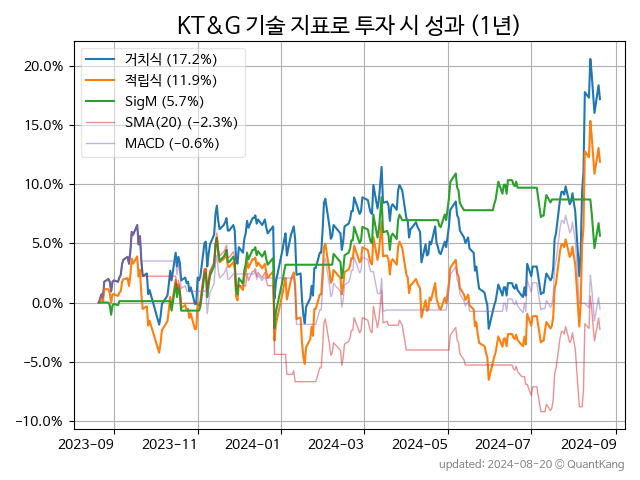 KT&G 기술 지표로 투자 시 성과 (1년)
거치식 (17.2%)
적립식 (11.9%)
SigM (5.7%)
SMA(20) (−2.3%)
MACD (−0.6%)
20.0%
15.0%
10.0%
5.0%
0.0%
−5.0%
−10.0%
2023-09 2023-11 2024-01 2024-03 2024-05 2024-07 2024-09
updated: 2024-08-20 © QuantKang